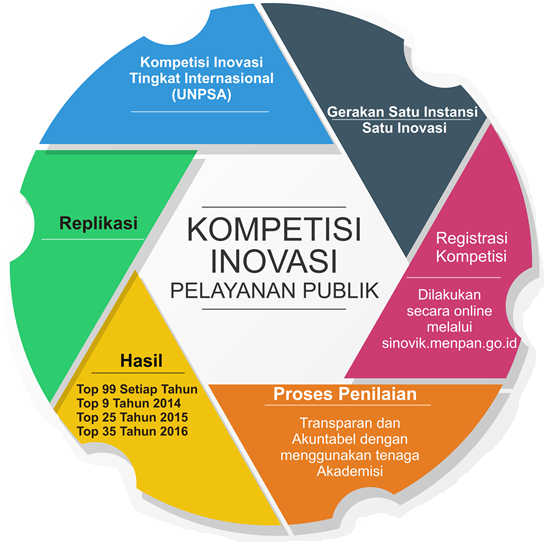 Kompetisi Inovasi
Tingkat Internasional
(UNPSA)
Gerakan Satu Instansi
Satu Inovasi
Replikasi
KOMPETISI
INOVASI
PELAYANAN PUBLIK
Registrasi
Kompetisi
Dilakukan
secara online
melalui
sinovik.menpan.go.id
Hasil
Top 99 Setiap Tahun
Top 9 Tahun 2014
Top 25 Tahun 2015
Top 35 Tahun 2016
Proses Penilaian
Transparan dan
Akuntabel dengan
menggunakan tenaga
Akademisi